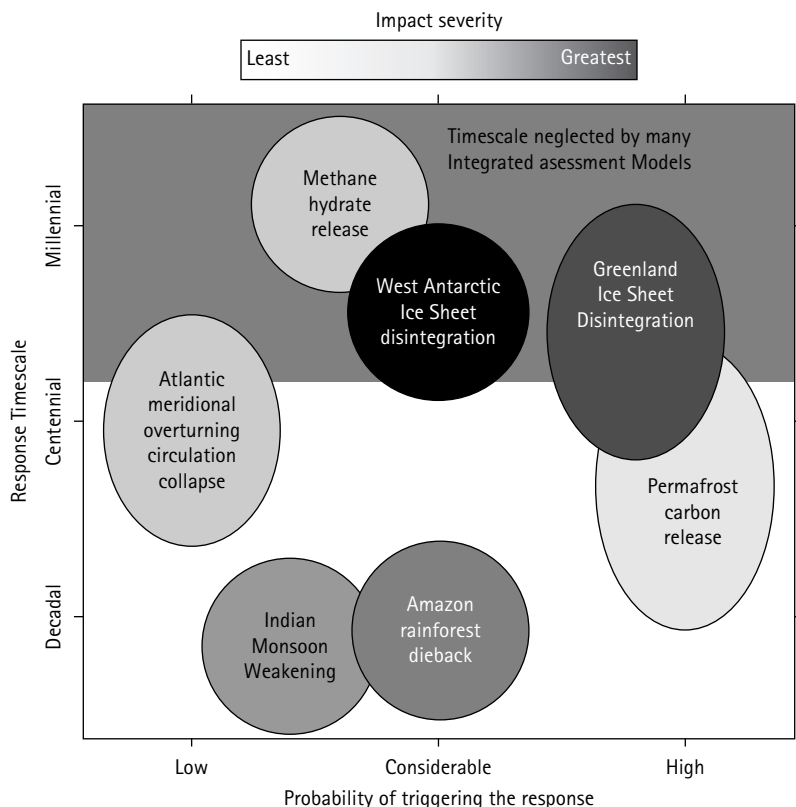 Impact severity
Least
Greatest
Timescale neglected by many
Integrated asessment Models
Methane
hydrate
release
West Antarctic
Ice Sheet
disintegration
Greenland
Ice Sheet
Disintegration
Atlantic
meridional
overturning
circulation
collapse
Permafrost
carbon
release
Indian
Monsoon
Weakening
Amazon
rainforest
dieback
Response Timescale
Millennial
Centennial
Decadal
Low
Considerable
High
Probability of triggering the response